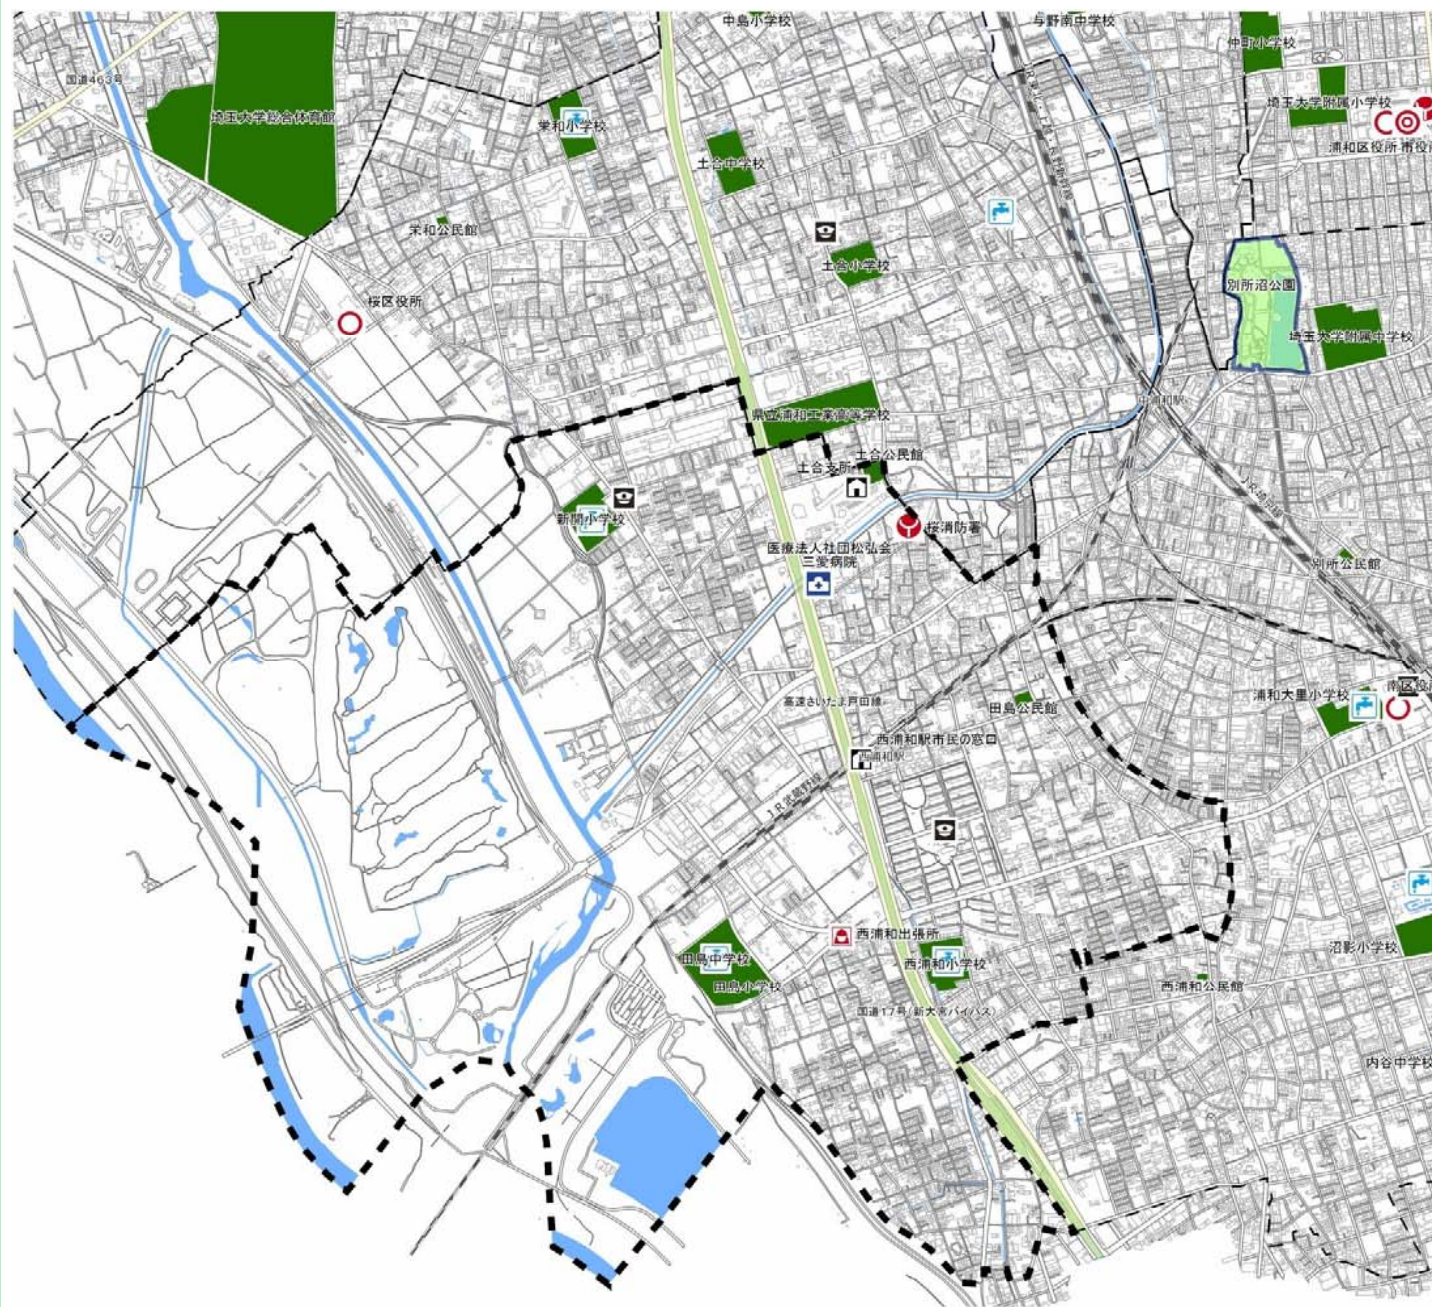 中島小学校
与野南中学校
仲町小学校
国道463号
埼玉大学附属小学校
埼玉大学総合体育館
栄和小学校
浦和区役所
土合中学校
栄和公民館
土合小学校
別所沼公園
桜区役所
埼玉大学附属中学校
中浦和駅
県立浦和工業高等学校
土合公民館
土合支所
JR埼京線
新開小学校
桜消防署
医療法人社団松弘会
三愛病院
別所公民館
高速さいたま戸田線
田島公民館
浦和大里小学校
南区役所
西浦和駅市民の窓口
西浦和駅
JR武蔵野線
西浦和出張所
田島中学校
西浦和小学校
沼影小学校
田島小学校
西浦和公民館
国道17号(新大宮バイパス)
内谷中学校